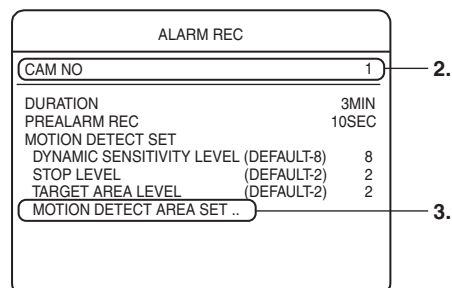 ALARM REC
CAM NO 1 2.
DURATION 3MIN
PREALARM REC 10SEC
MOTION DETECT SET
DYNAMIC SENSITIVITY LEVEL (DEFAULT-8) 8
STOP LEVEL (DEFAULT-2) 2
TARGET AREA LEVEL (DEFAULT-2) 2
MOTION DETECT AREA SET .. 3.